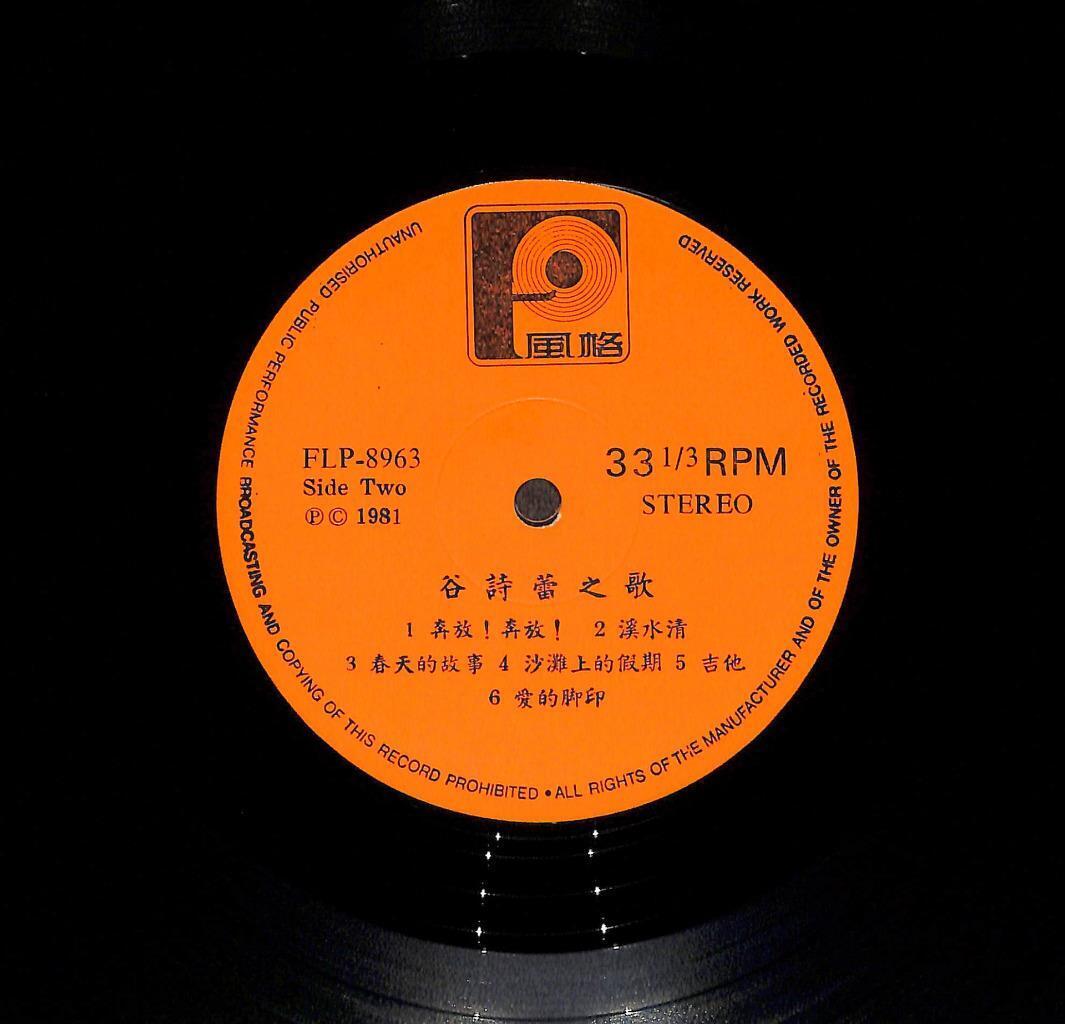 風格
FLP-8963
Side Two
Ⓟ© 1981
33 1/3 RPM
STEREO
谷詩蕾之歌
1 奔放！奔放！ 2 溪水清
3 春天的故事 4 沙灘上的假期 5 吉他
6 愛的脚印
UNAUTHORISED PUBLIC PERFORMANCE BROADCASTING AND COPYING OF THIS RECORD PROHIBITED • ALL RIGHTS OF THE MANUFACTURER AND OF THE OWNER OF THE RECORDED WORK RESERVED